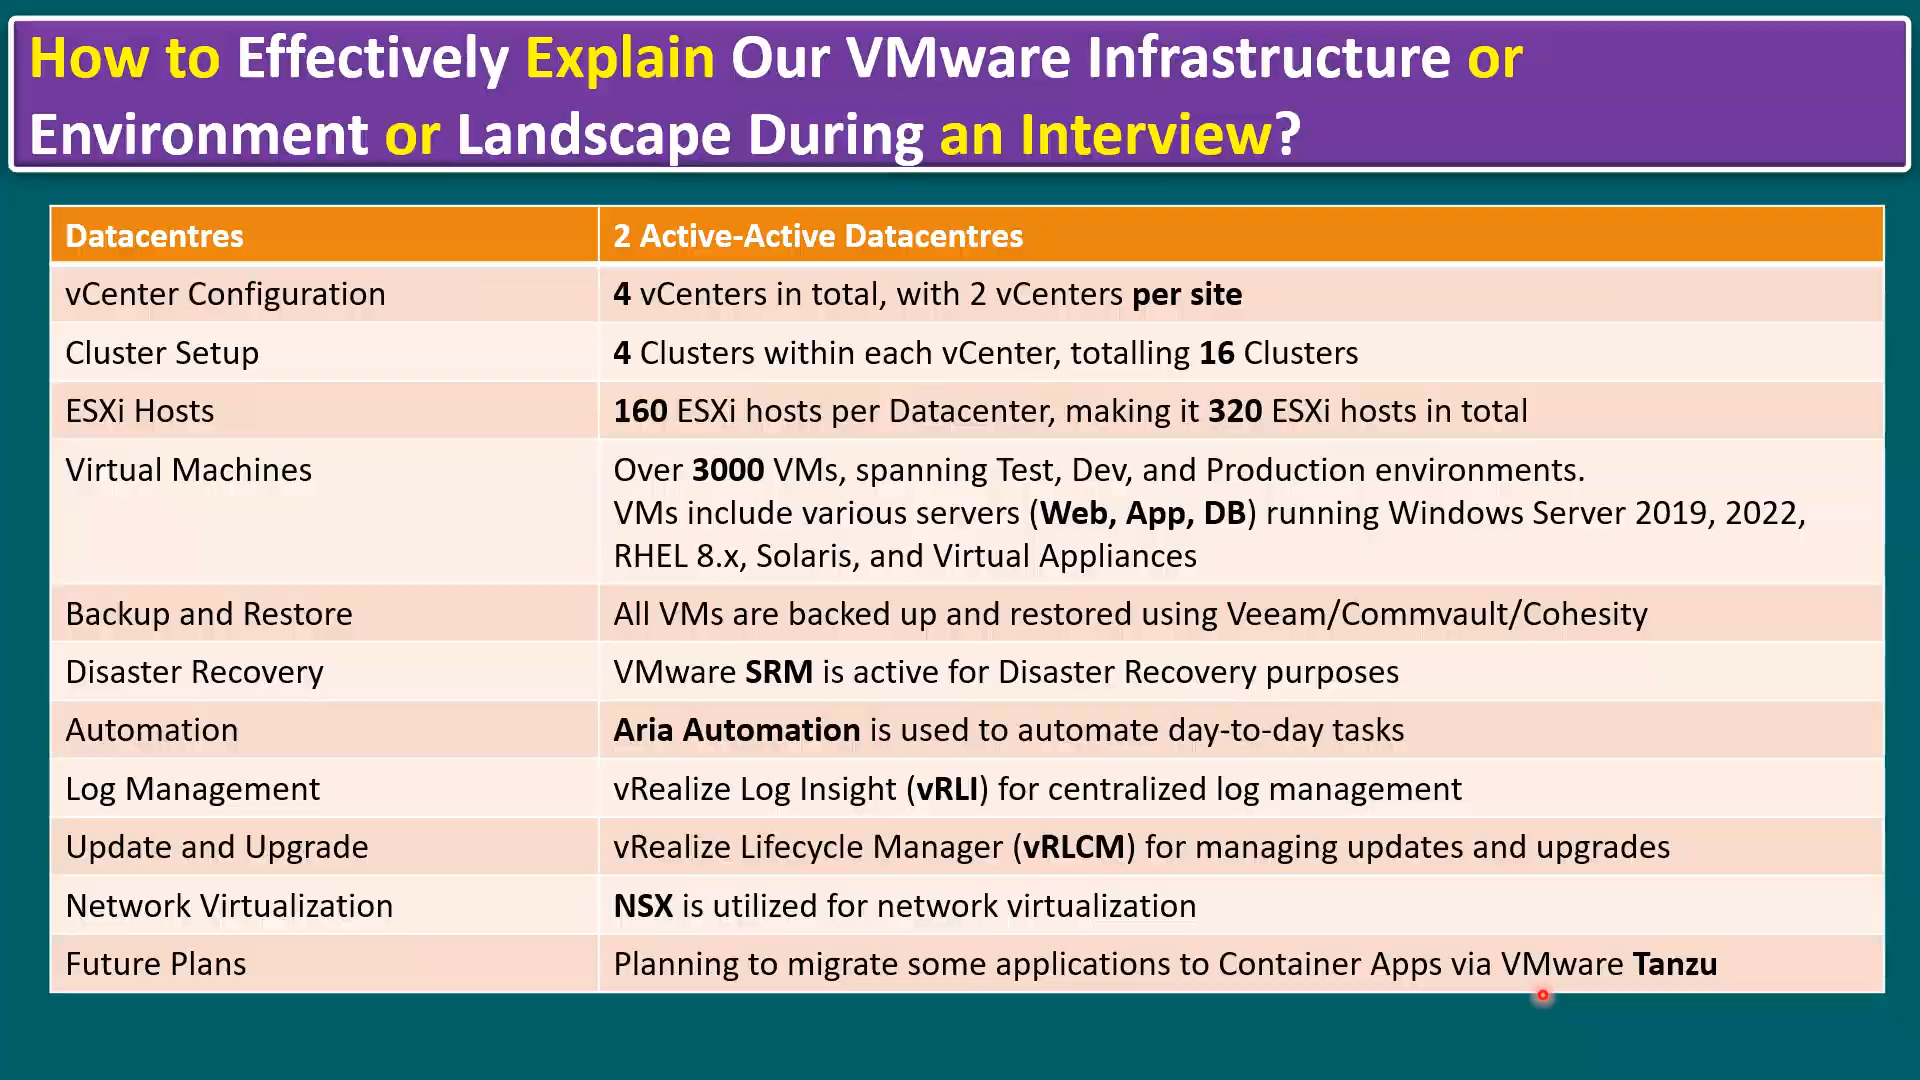 How to Effectively Explain Our VMware Infrastructure or
Environment or Landscape During an Interview?
Datacentres
2 Active-Active Datacentres
vCenter Configuration
4 vCenters in total, with 2 vCenters per site
Cluster Setup
4 Clusters within each vCenter, totalling 16 Clusters
ESXi Hosts
160 ESXi hosts per Datacenter, making it 320 ESXi hosts in total
Virtual Machines
Over 3000 VMs, spanning Test, Dev, and Production environments.
VMs include various servers (Web, App, DB) running Windows Server 2019, 2022,
RHEL 8.x, Solaris, and Virtual Appliances
Backup and Restore
All VMs are backed up and restored using Veeam/Commvault/Cohesity
Disaster Recovery
VMware SRM is active for Disaster Recovery purposes
Automation
Aria Automation is used to automate day-to-day tasks
Log Management
vRealize Log Insight (vRLI) for centralized log management
Update and Upgrade
vRealize Lifecycle Manager (vRLCM) for managing updates and upgrades
Network Virtualization
NSX is utilized for network virtualization
Future Plans
Planning to migrate some applications to Container Apps via VMware Tanzu